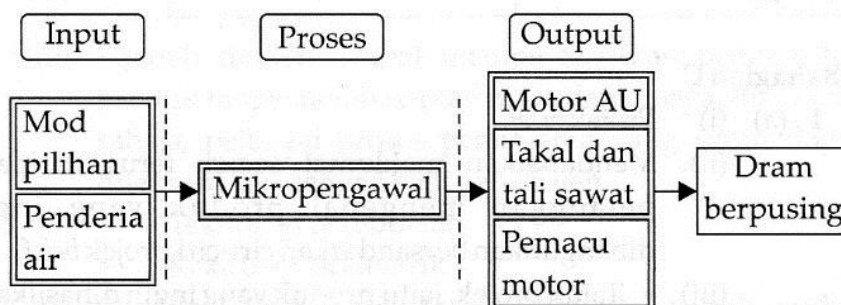 Input
Proses
Output
Mod
pilihan
Penderia
air
Mikropengawal
Motor AU
Takal dan
tali sawat
Pemacu
motor
Dram
berpusing